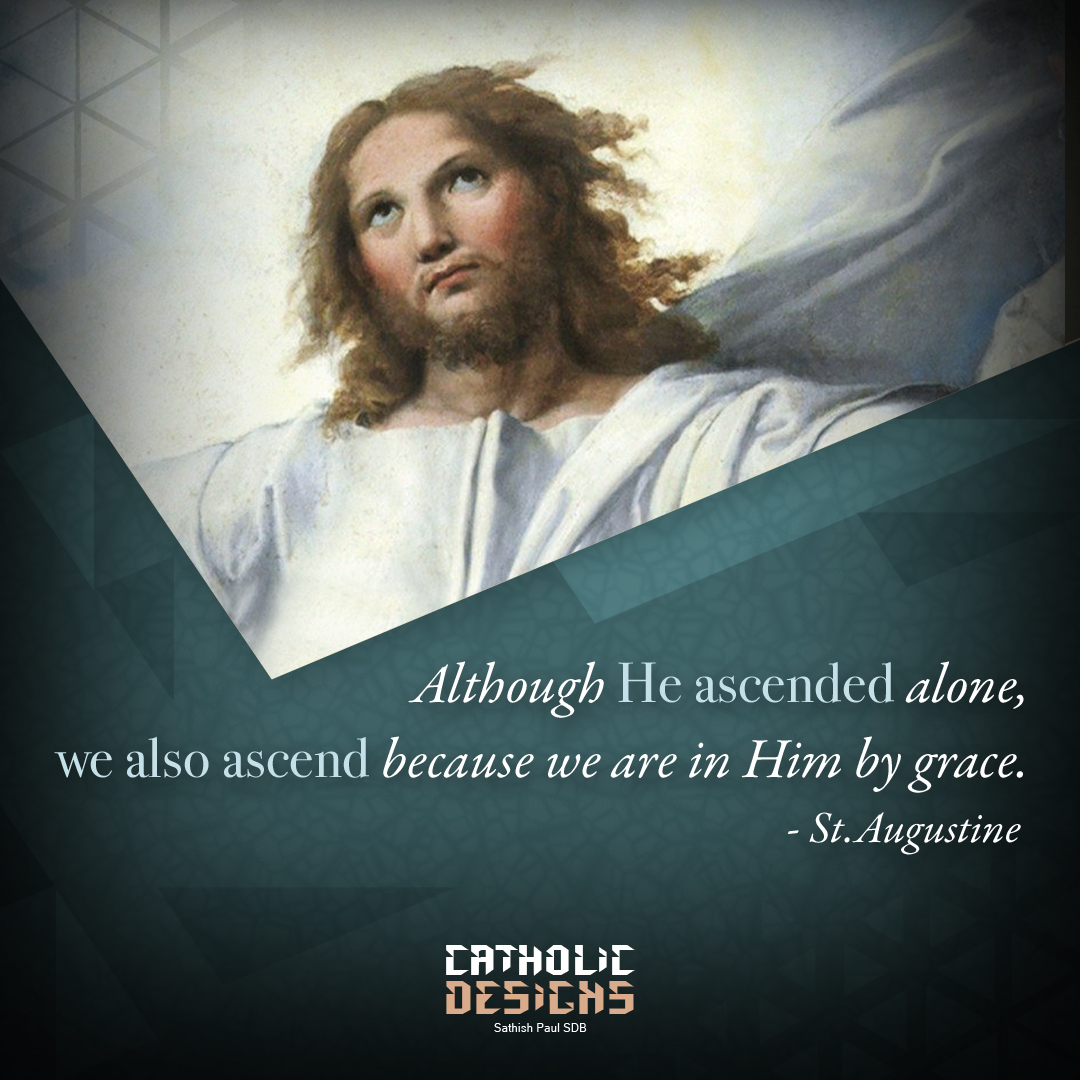 Although He ascended alone,
we also ascend because we are in Him by grace.
- St.Augustine
CATHOLIC
DESIGNS
Sathish Paul SDB